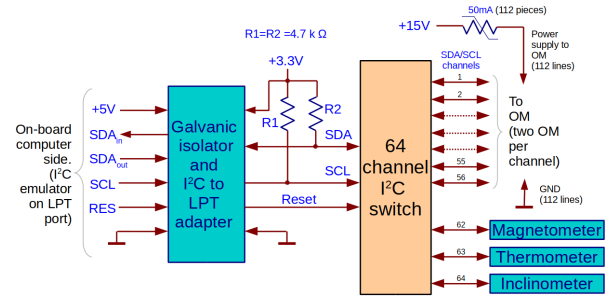 50mA (112 pieces)
+15V
R1=R2 =4.7 k Ω
Power
supply to
OM
(112 lines)
+3.3V
SDA/SCL
channels
1
2
55
56
To
OM
(two OM
per
channel)
GND
(112 lines)
R1
R2
SDA
SCL
Reset
On-board
computer
side.
(I²C
emulator
on LPT
port)
+5V
SDAin
SDAout
SCL
RES
Galvanic
isolator
and
I²C to
LPT
adapter
64
channel
I²C
switch
62
Magnetometer
63
Thermometer
64
Inclinometer